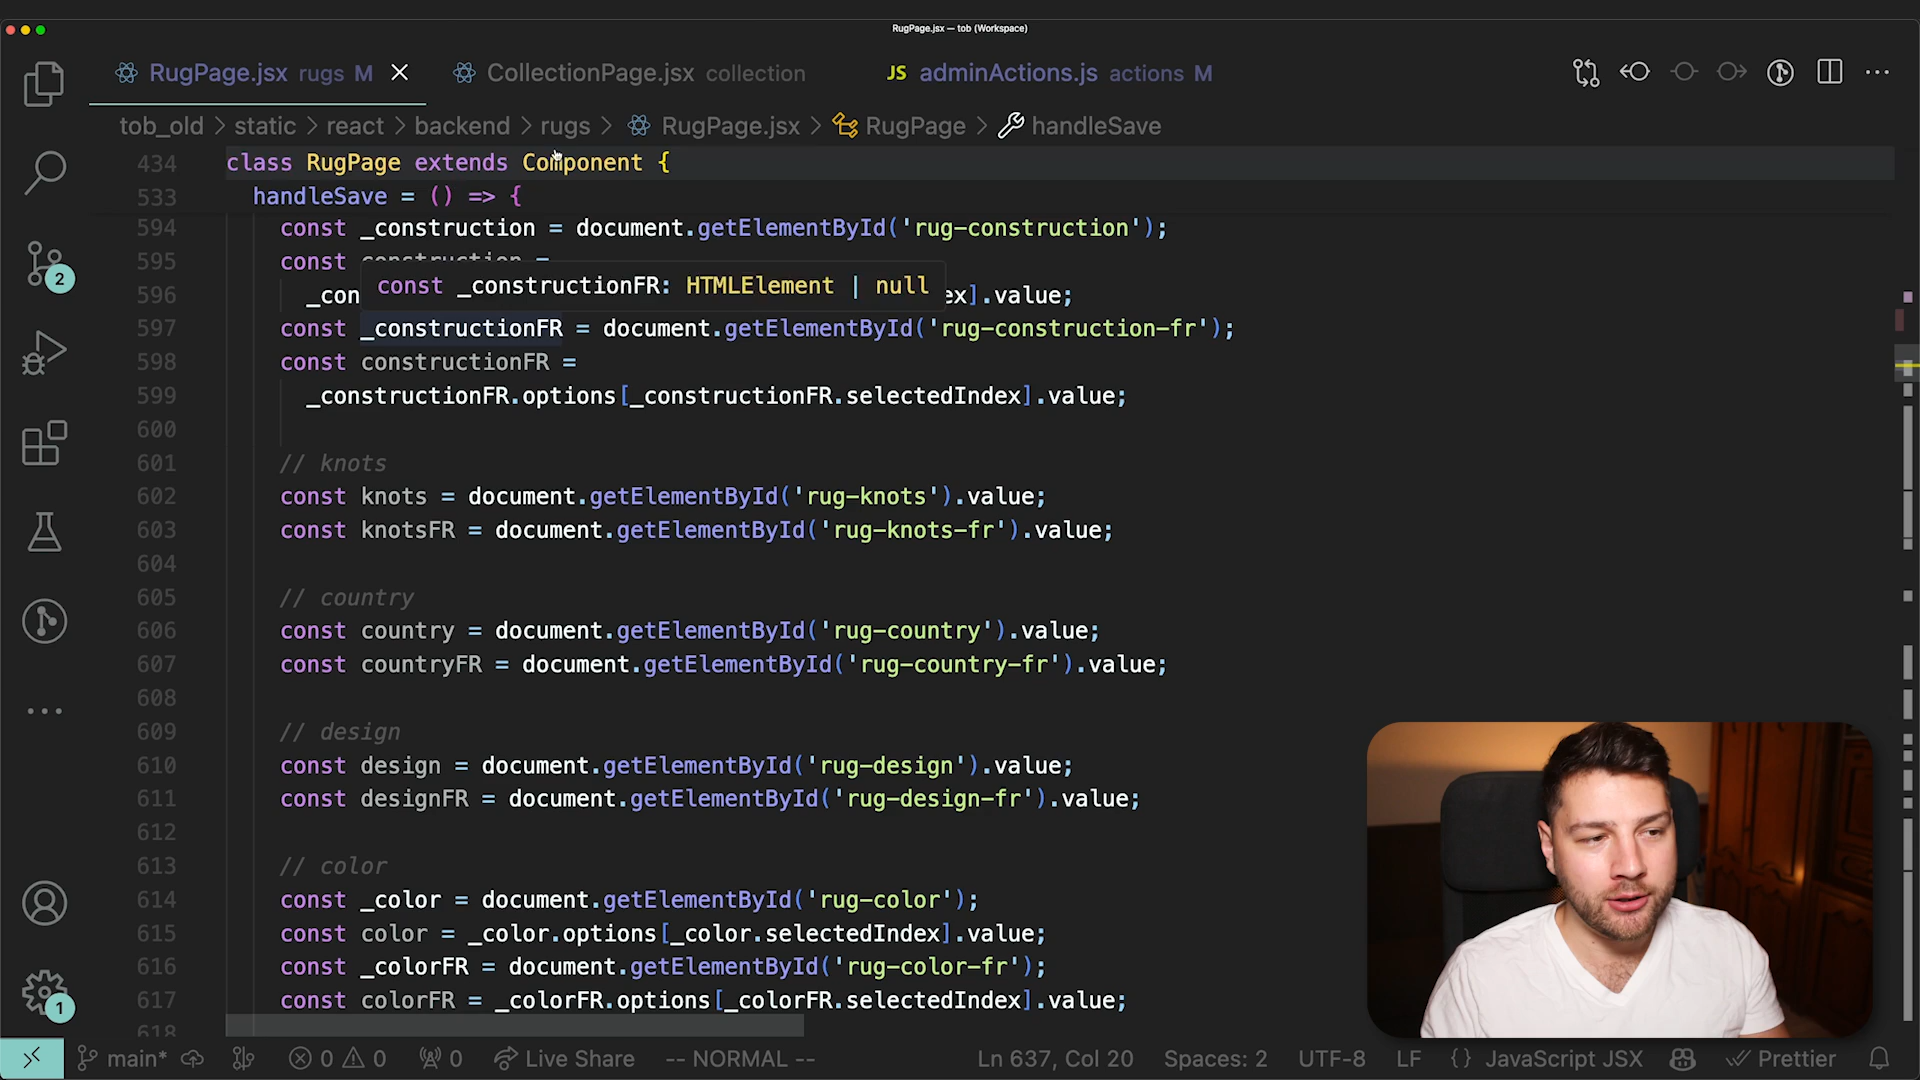 RugPage.jsx — tob (Workspace)
RugPage.jsx rugs M CollectionPage.jsx collection JS adminActions.js actions M
tob_old > static > react > backend > rugs > RugPage.jsx > RugPage > handleSave
434 class RugPage extends Component {
533 handleSave = () => {
594 const _construction = document.getElementById('rug-construction');
595 const construction =
const _constructionFR: HTMLElement | null
596 _con ex].value;
597 const _constructionFR = document.getElementById('rug-construction-fr');
598 const constructionFR =
599 _constructionFR.options[_constructionFR.selectedIndex].value;
600
601 // knots
602 const knots = document.getElementById('rug-knots').value;
603 const knotsFR = document.getElementById('rug-knots-fr').value;
604
605 // country
606 const country = document.getElementById('rug-country').value;
607 const countryFR = document.getElementById('rug-country-fr').value;
608
609 // design
610 const design = document.getElementById('rug-design').value;
611 const designFR = document.getElementById('rug-design-fr').value;
612
613 // color
614 const _color = document.getElementById('rug-color');
615 const color = _color.options[_color.selectedIndex].value;
616 const _colorFR = document.getElementById('rug-color-fr');
617 const colorFR = _colorFR.options[_colorFR.selectedIndex].value;
618
2
1
main* 0 0 0 Live Share -- NORMAL -- Ln 637, Col 20 Spaces: 2 UTF-8 LF {} JavaScript JSX Prettier